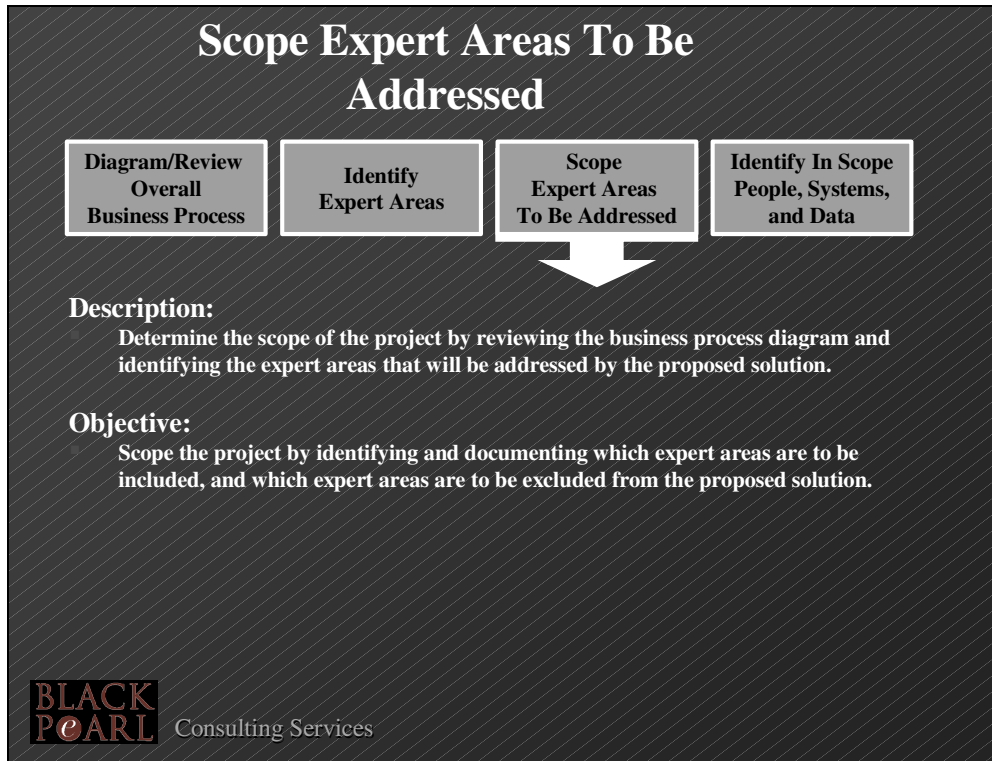 Scope Expert Areas To Be
Addressed
Diagram/Review
Overall
Business Process
Identify
Expert Areas
Scope
Expert Areas
To Be Addressed
Identify In Scope
People, Systems,
and Data
Description:
Determine the scope of the project by reviewing the business process diagram and
identifying the expert areas that will be addressed by the proposed solution.
Objective:
Scope the project by identifying and documenting which expert areas are to be
included, and which expert areas are to be excluded from the proposed solution.
BLACK
PeARL
Consulting Services